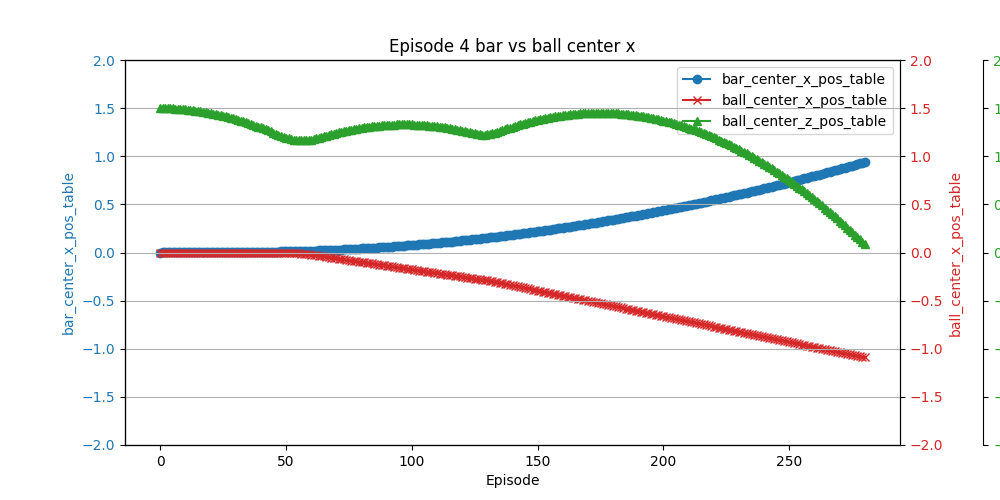 Episode 4 bar vs ball center x
bar_center_x_pos_table
ball_center_x_pos_table
ball_center_z_pos_table
2.0
1.5
1.0
0.5
0.0
−0.5
−1.0
−1.5
−2.0
bar_center_x_pos_table
2.0
1.5
1.0
0.5
0.0
−0.5
−1.0
−1.5
−2.0
ball_center_x_pos_table
0 50 100 150 200 250
Episode